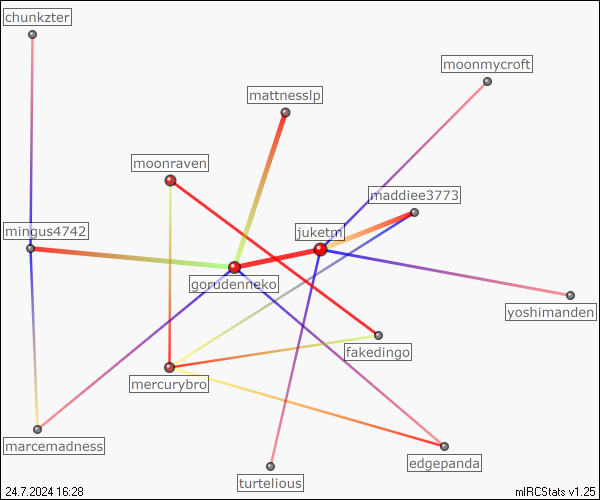 chunkzter
moonmycroft
mattnesslp
moonraven
maddiee3773
mingus4742
juketm
gorudenneko
yoshimanden
fakedingo
mercurybro
marcemadness
edgepanda
turtelious
24.7.2024 16:28
mIRCStats v1.25